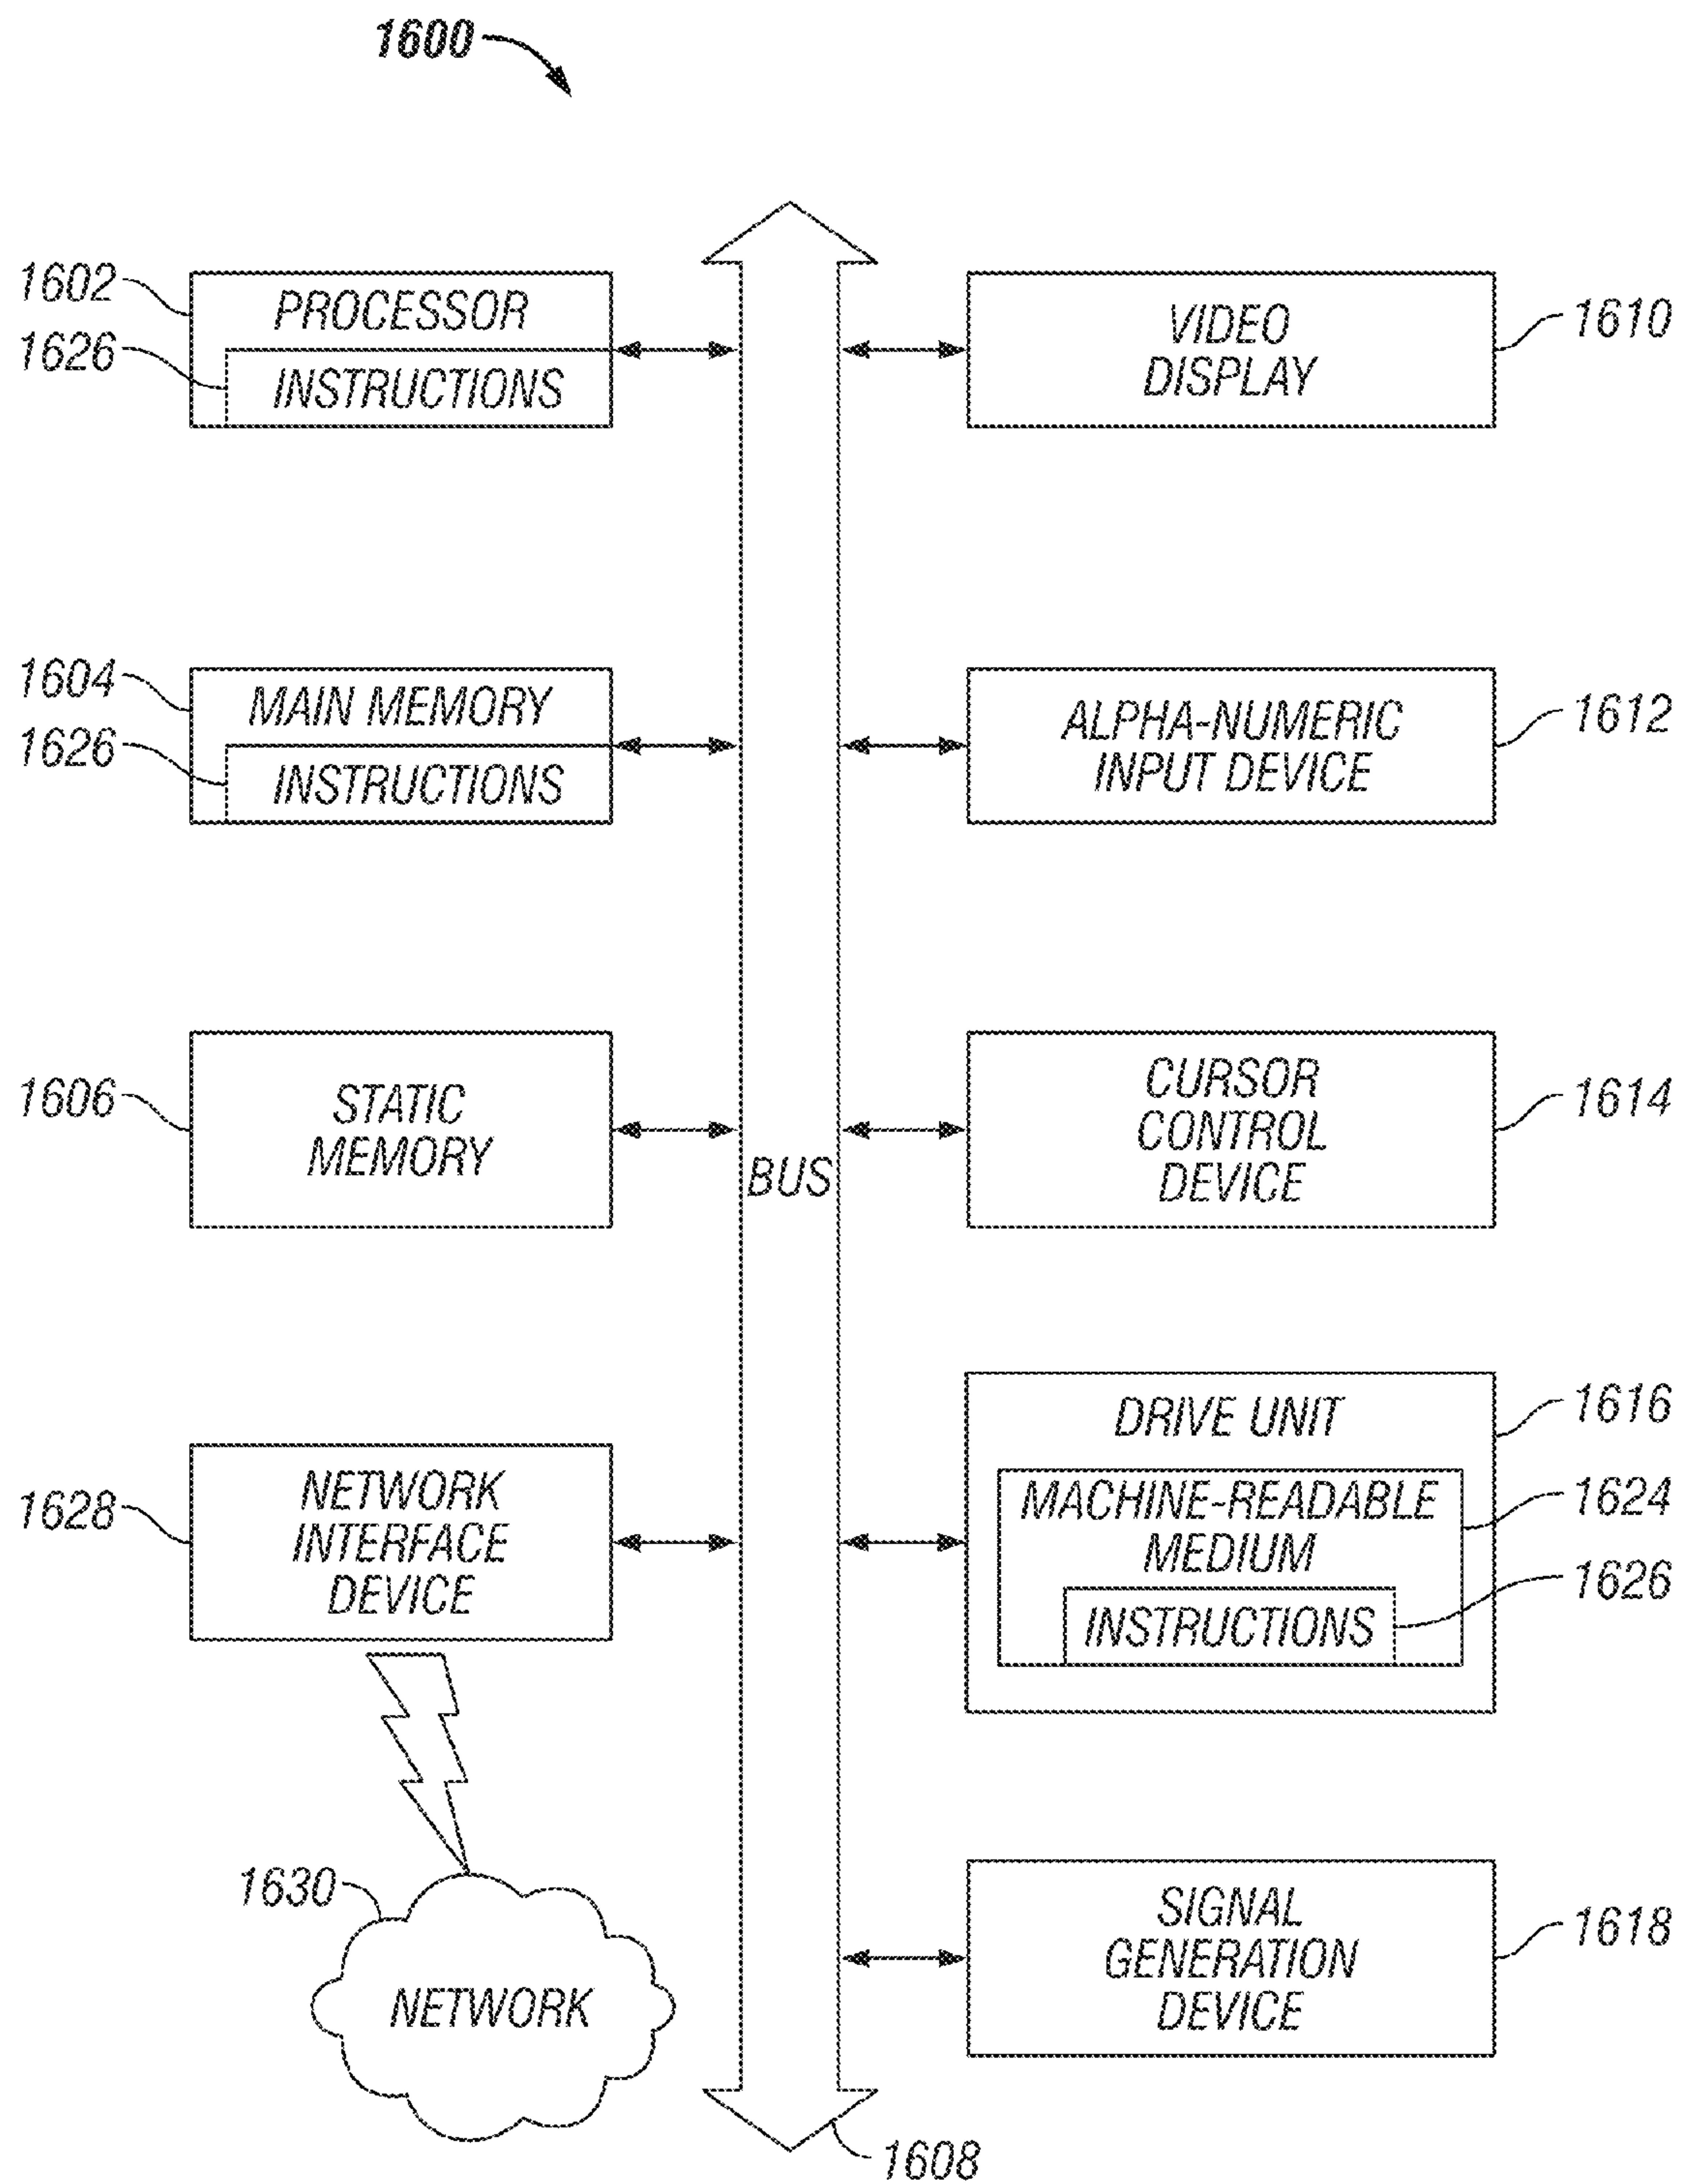 1600
1602
PROCESSOR
1626
INSTRUCTIONS
VIDEO
DISPLAY
1610
1604
MAIN MEMORY
1626
INSTRUCTIONS
ALPHA-NUMERIC
INPUT DEVICE
1612
1606
STATIC
MEMORY
BUS
CURSOR
CONTROL
DEVICE
1614
1628
NETWORK
INTERFACE
DEVICE
DRIVE UNIT
1616
MACHINE-READABLE
MEDIUM
1624
INSTRUCTIONS
1626
1630
NETWORK
SIGNAL
GENERATION
DEVICE
1618
1608